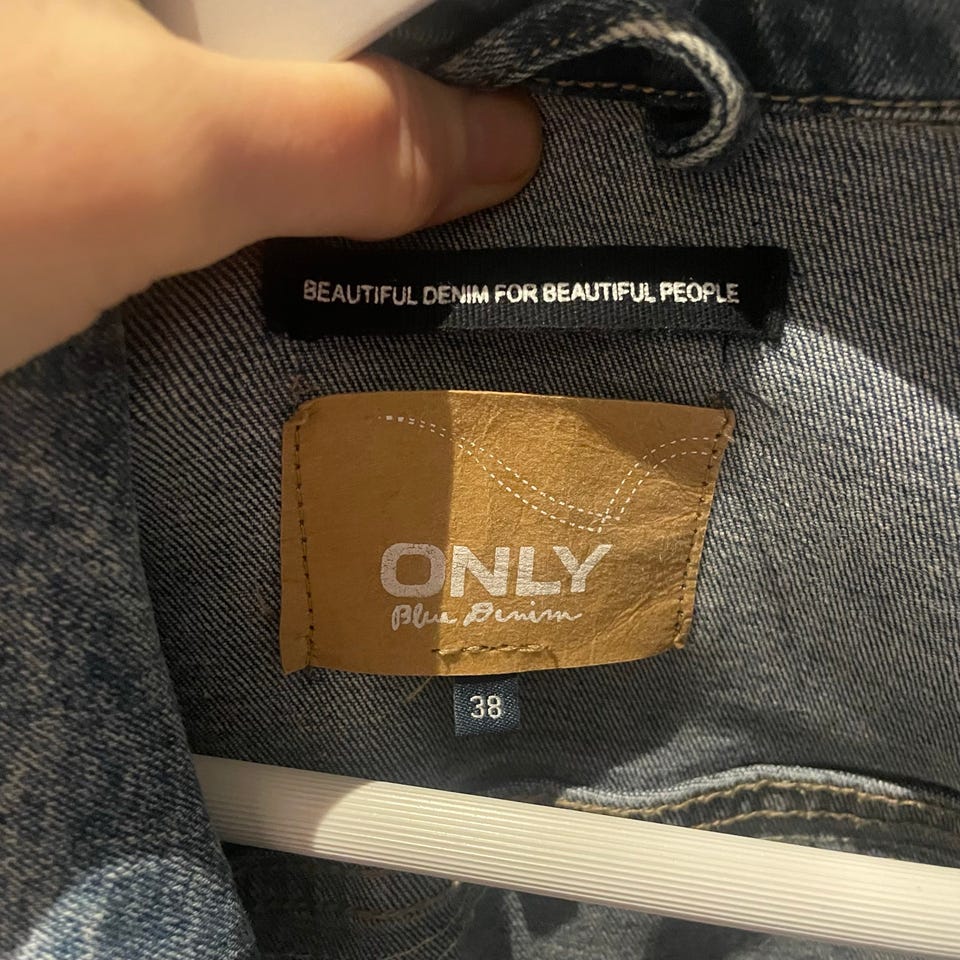 BEAUTIFUL DENIM FOR BEAUTIFUL PEOPLE
ONLY
Blue Denim
38